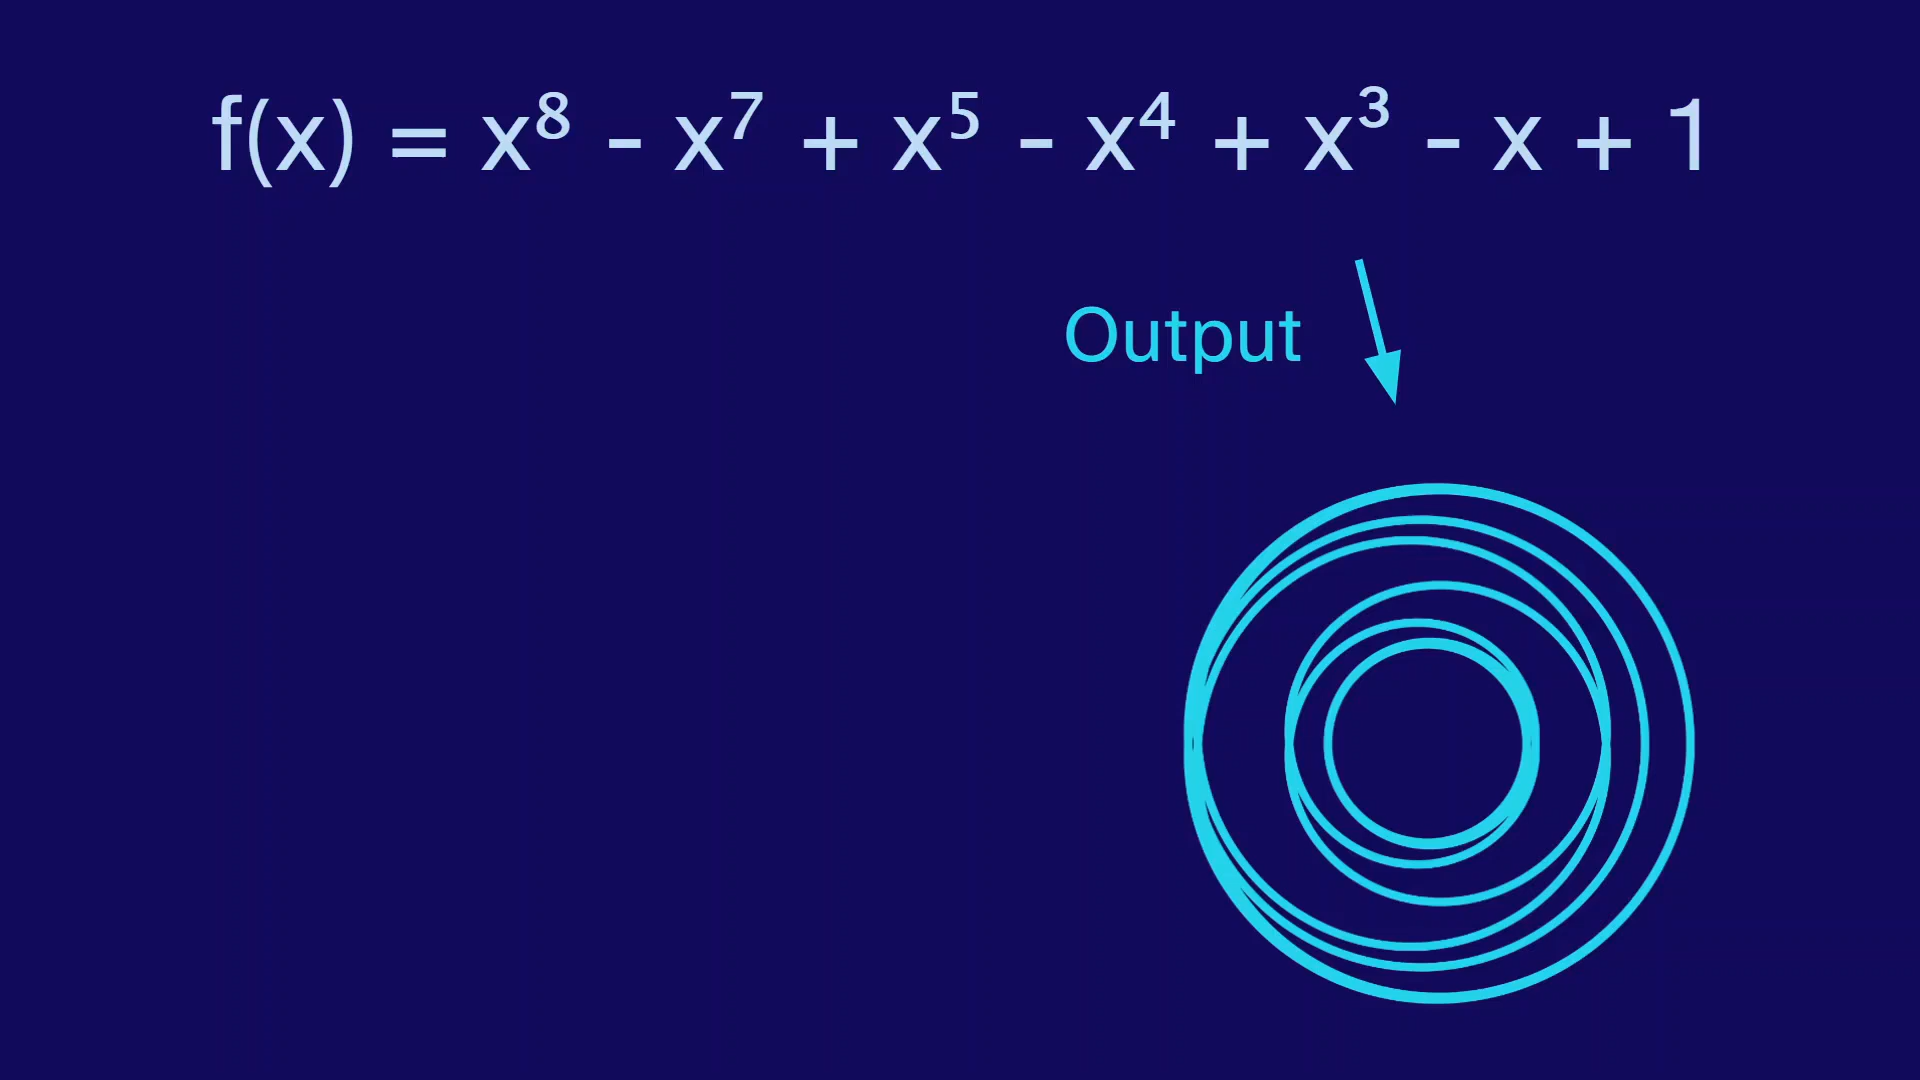 f(x) = x⁸ - x⁷ + x⁵ - x⁴ + x³ - x + 1
Output